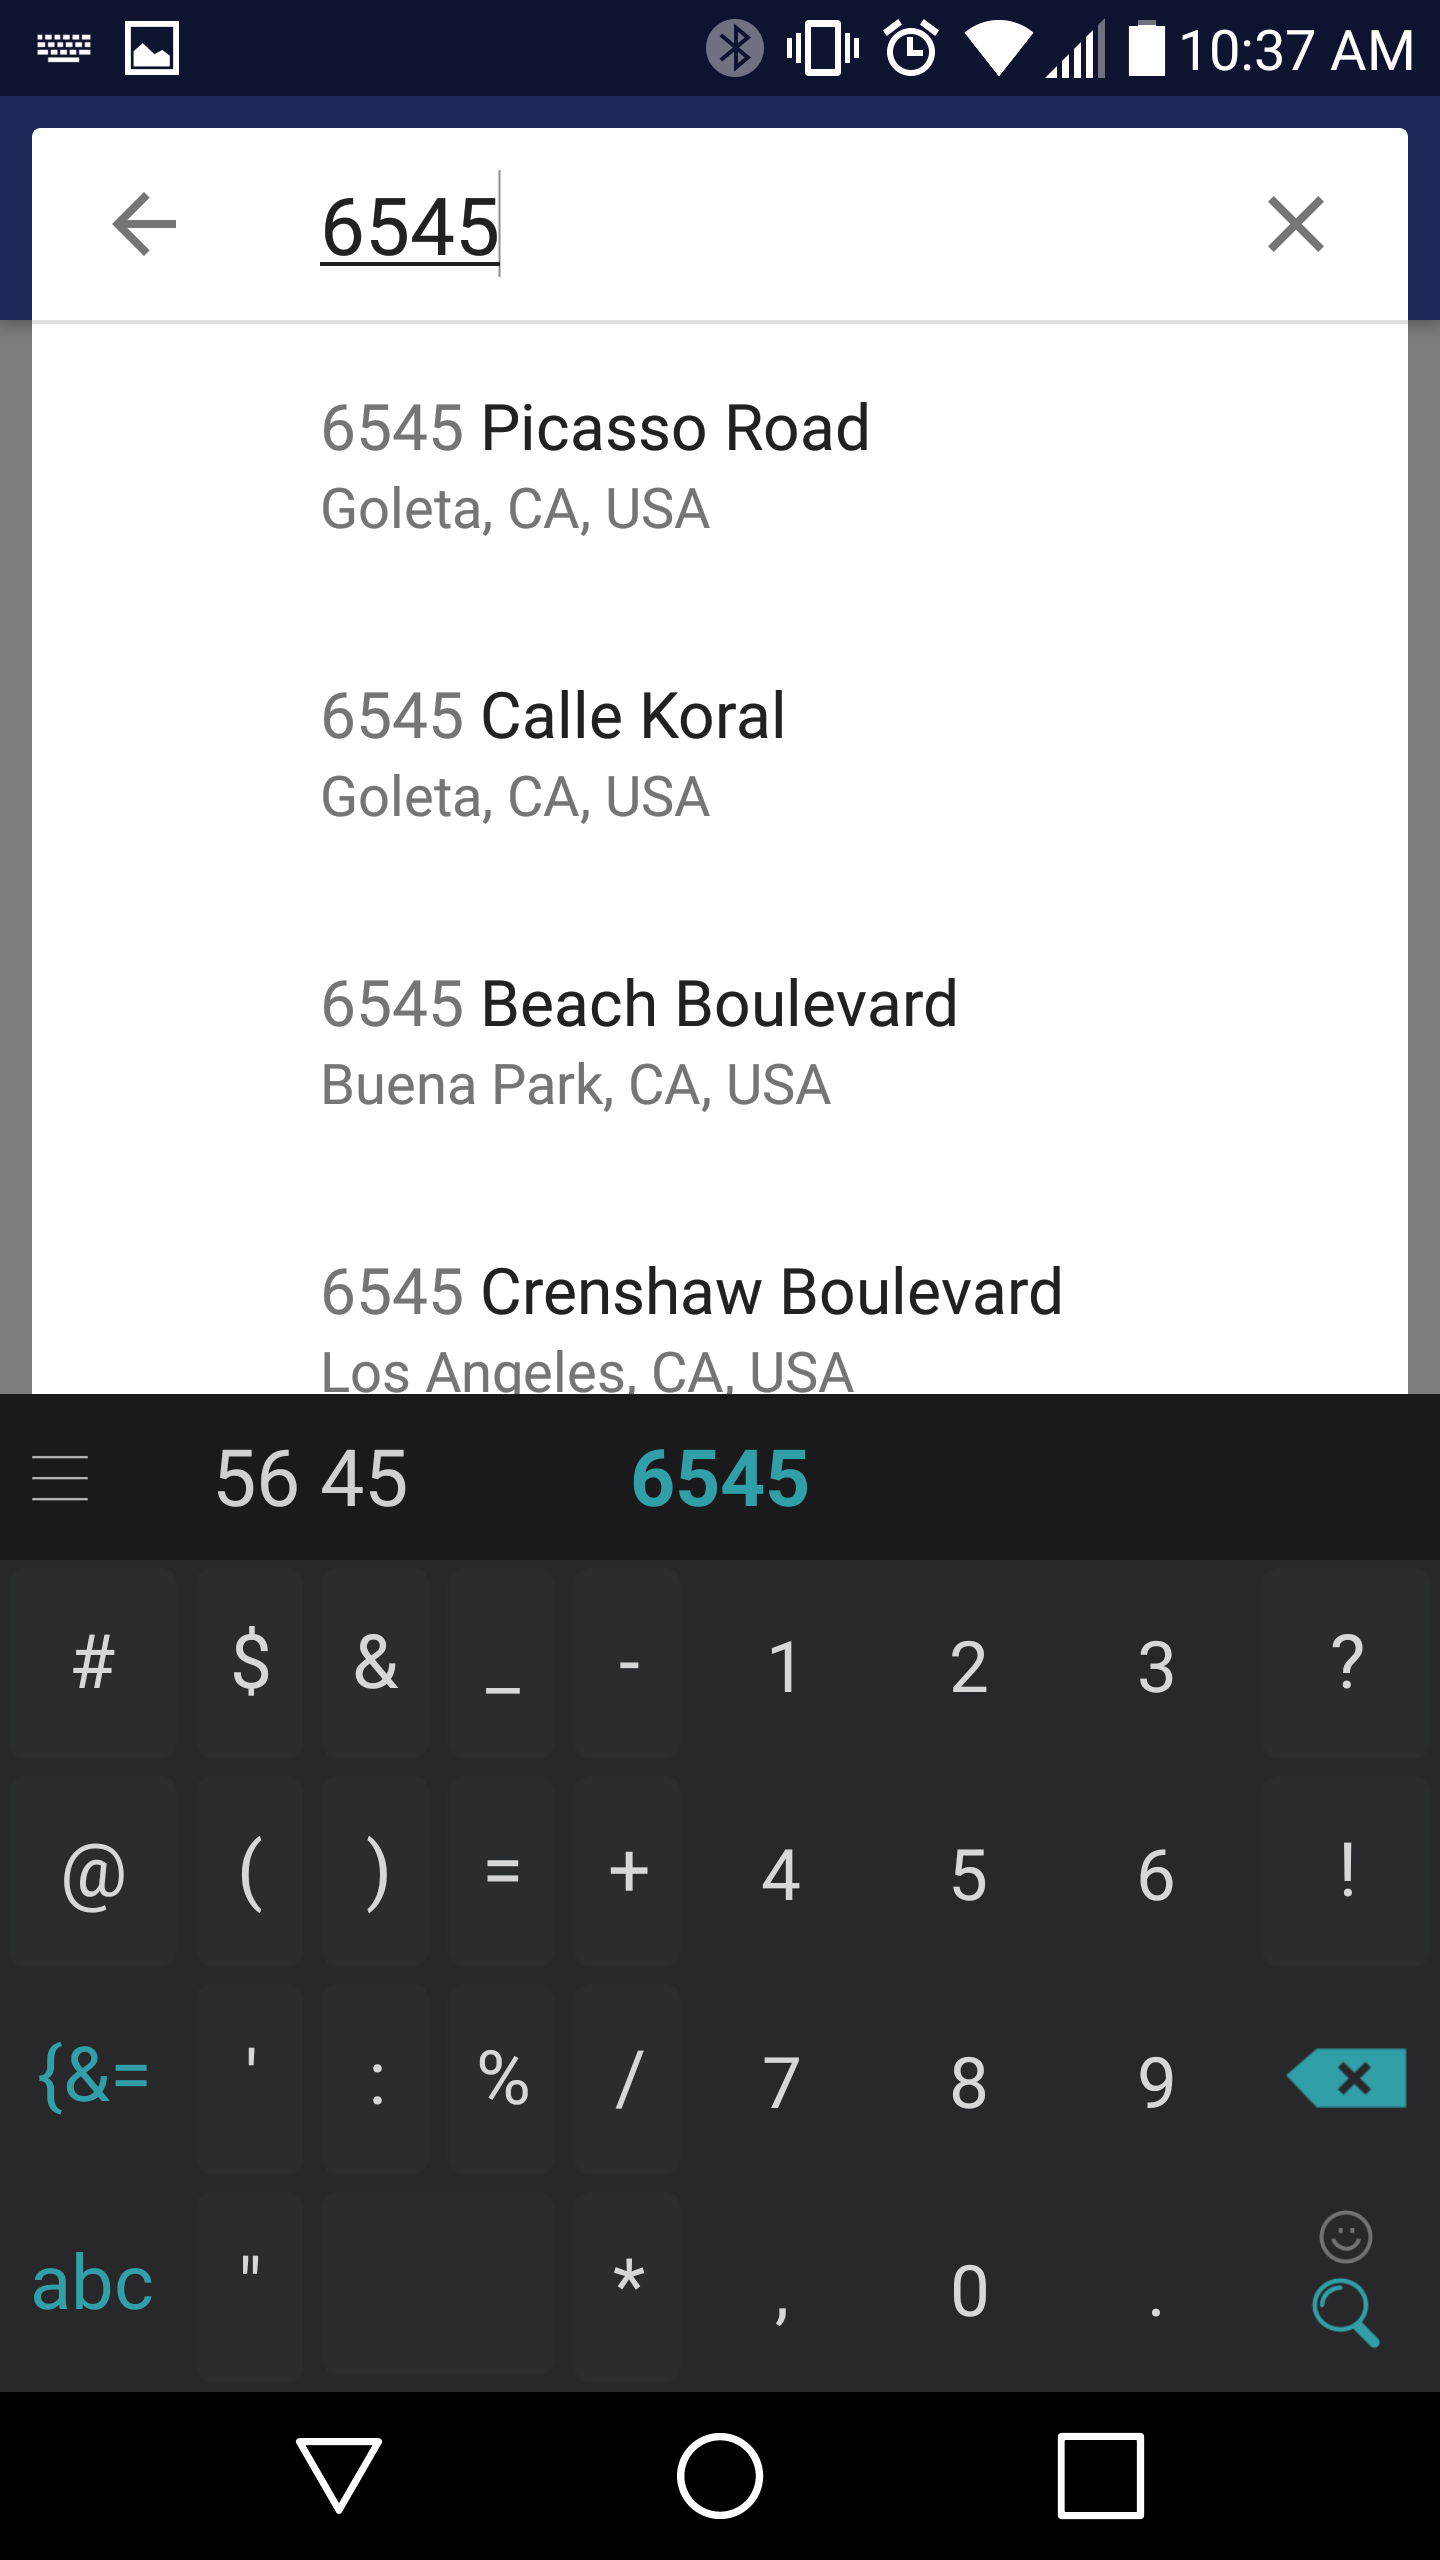 10:37 AM
6545
6545 Picasso Road
Goleta, CA, USA
6545 Calle Koral
Goleta, CA, USA
6545 Beach Boulevard
Buena Park, CA, USA
6545 Crenshaw Boulevard
Los Angeles, CA, USA
56 45 6545
# $ & _ - 1 2 3 ?
@ ( ) = + 4 5 6 !
{&= ' : % / 7 8 9
abc " * , 0 .